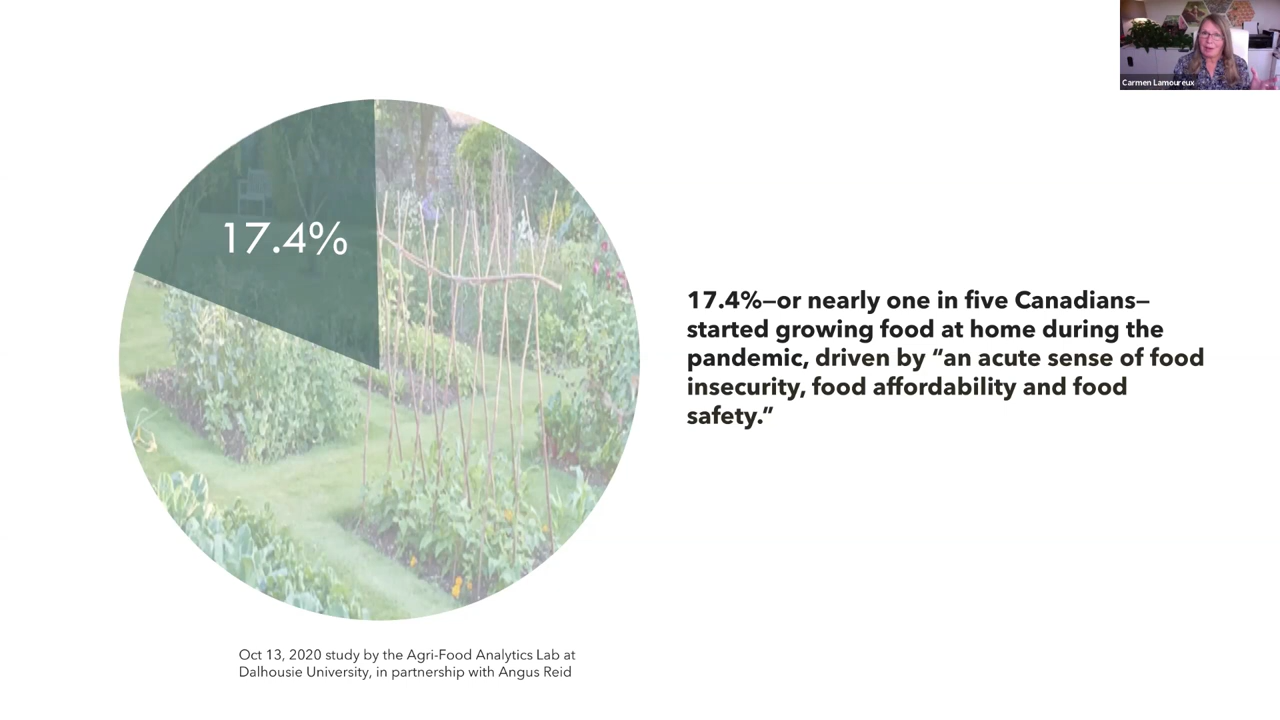 Carmen Lamoureux
17.4%
17.4%—or nearly one in five Canadians—
started growing food at home during the
pandemic, driven by “an acute sense of food
insecurity, food affordability and food
safety.”
Oct 13, 2020 study by the Agri-Food Analytics Lab at
Dalhousie University, in partnership with Angus Reid